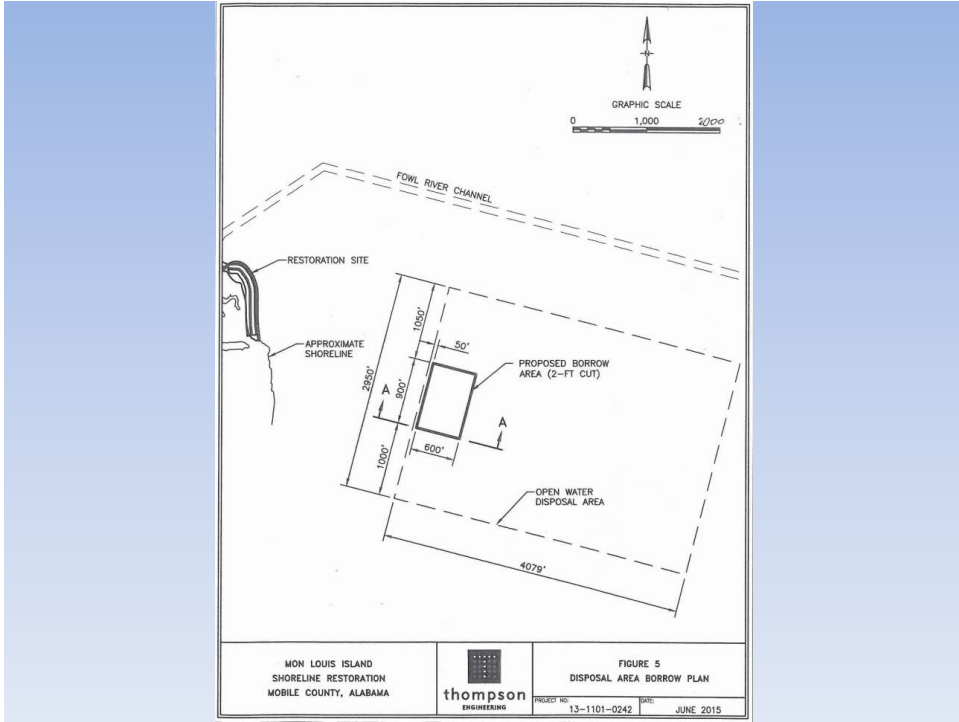 N
GRAPHIC SCALE
0 1,000 2000
FOWL RIVER CHANNEL
RESTORATION SITE
APPROXIMATE
SHORELINE
1050'
50'
PROPOSED BORROW
AREA (2-FT CUT)
2950'
900'
A
A
600'
1000'
OPEN WATER
DISPOSAL AREA
4079'
MON LOUIS ISLAND
SHORELINE RESTORATION
MOBILE COUNTY, ALABAMA
thompson
ENGINEERING
FIGURE 5
DISPOSAL AREA BORROW PLAN
PROJECT NO: 13-1101-0242
DATE: JUNE 2015